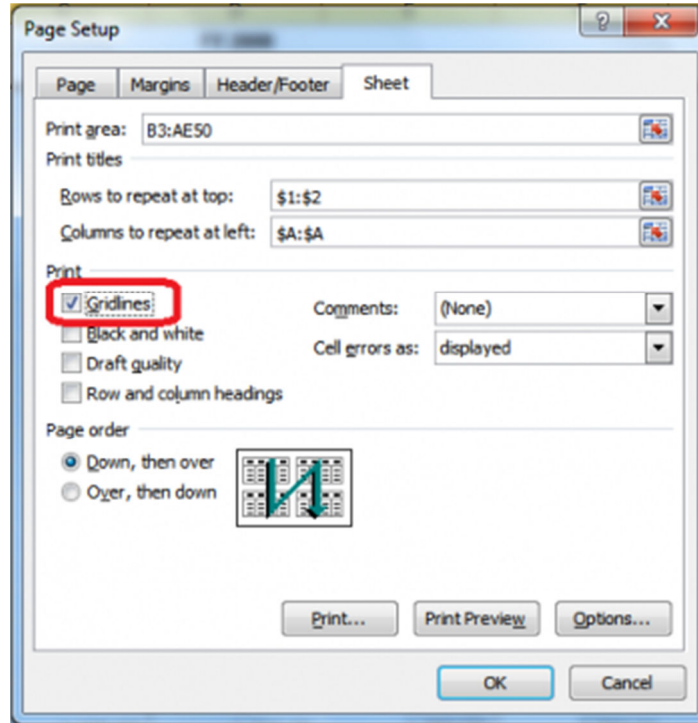 Page Setup
Page Margins Header/Footer Sheet
Print area: B3:AE50
Print titles
Rows to repeat at top: $1:$2
Columns to repeat at left: $A:$A
Print
Gridlines Comments: (None)
Black and white
Cell errors as: displayed
Draft quality
Row and column headings
Page order
Down, then over
Over, then down
Print... Print Preview Options...
OK Cancel